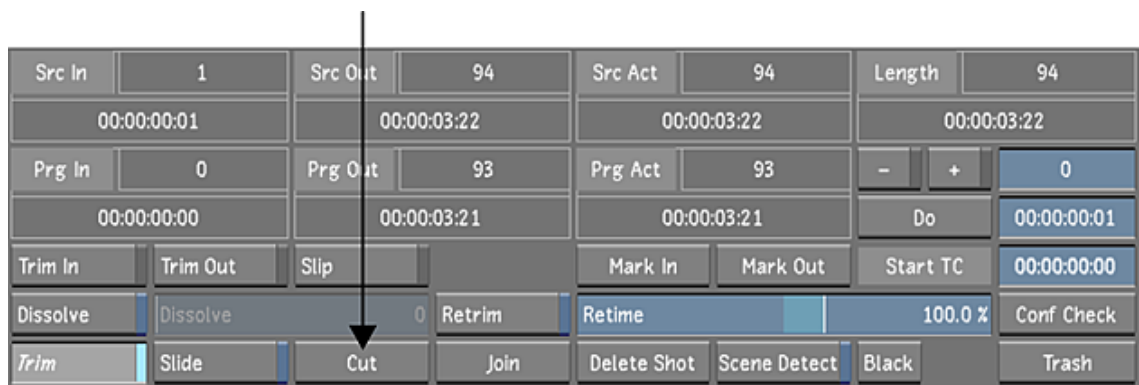 Src In 1 Src Out 94 Src Act 94 Length 94
00:00:00:01 00:00:03:22 00:00:03:22 00:00:03:22
Prg In 0 Prg Out 93 Prg Act 93 - + 0
00:00:00:00 00:00:03:21 00:00:03:21 Do 00:00:00:01
Trim In Trim Out Slip Mark In Mark Out Start TC 00:00:00:00
Dissolve Dissolve 0 Retrim Retime 100.0 % Conf Check
Trim Slide Cut Join Delete Shot Scene Detect Black Trash